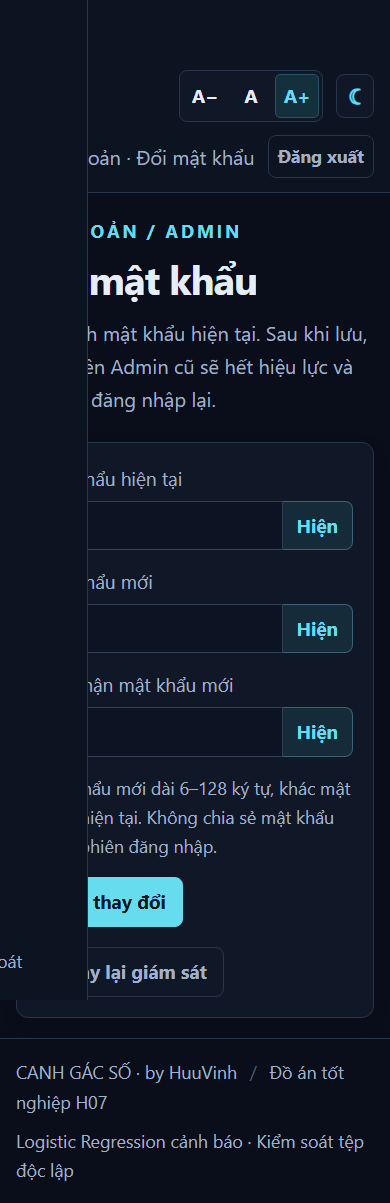 A− A A+
oản · Đổi mật khẩu Đăng xuất
OẢN / ADMIN
mật khẩu
h mật khẩu hiện tại. Sau khi lưu,
ên Admin cũ sẽ hết hiệu lực và
đăng nhập lại.
hẩu hiện tại
Hiện
hẩu mới
Hiện
hận mật khẩu mới
Hiện
hẩu mới dài 6–128 ký tự, khác mật
hiện tại. Không chia sẻ mật khẩu
phiên đăng nhập.
thay đổi
oát
y lại giám sát
CANH GÁC SỐ · by HuuVinh / Đồ án tốt
nghiệp H07
Logistic Regression cảnh báo · Kiểm soát tệp
độc lập